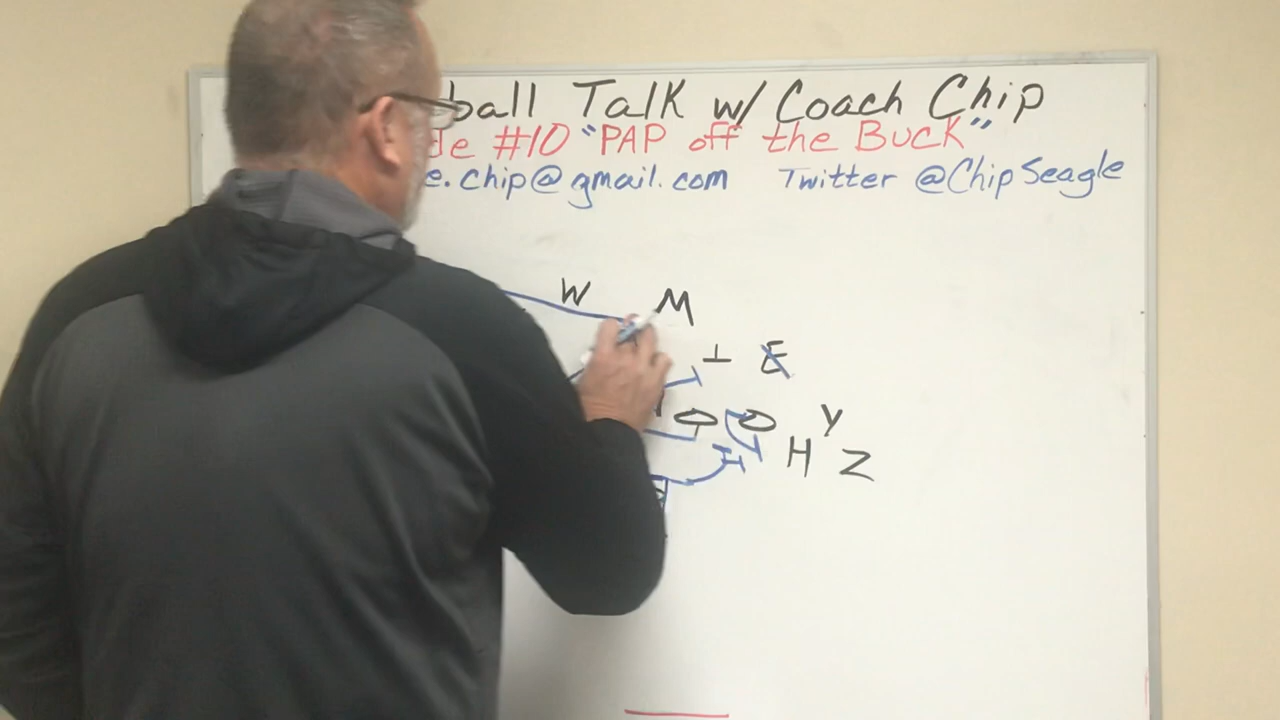 ball Talk w/ Coach Chip
de #10 "PAP off the Buck"
e.chip@gmail.com Twitter @ChipSeagle
W M
E
Y
H Z